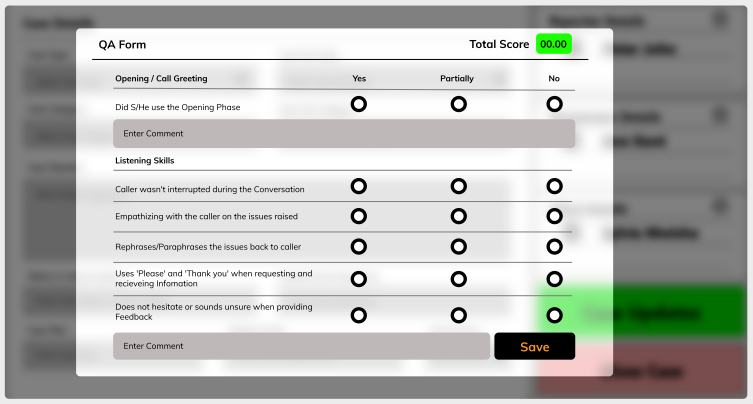 QA Form
Total Score 00.00
Opening / Call Greeting Yes Partially No
Did S/He use the Opening Phase
Enter Comment
Listening Skills
Caller wasn't interrupted during the Conversation
Empathizing with the caller on the issues raised
Rephrases/Paraphrases the issues back to caller
Uses 'Please' and 'Thank you' when requesting and
recieveing Infomation
Does not hesitate or sounds unsure when providing
Feedback
Enter Comment
Save